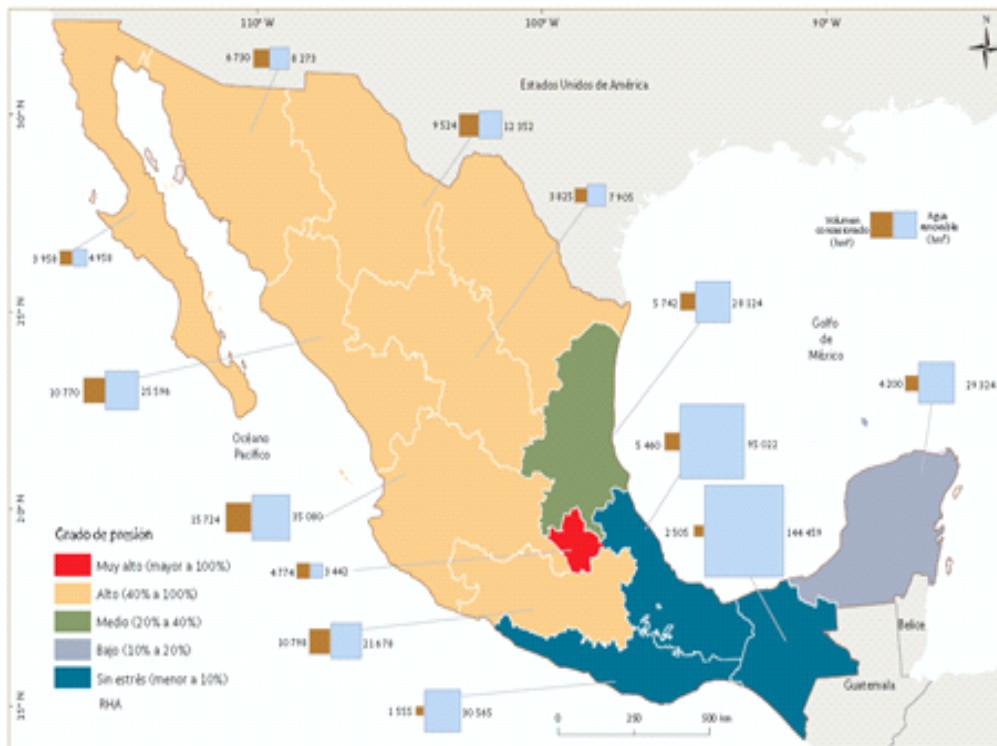 110° W
100° W
90° W
6 730
8 273
Estados Unidos de América
30° N
9 524
12 352
3 825
7 905
Volumen
concesionado
(hm³)
Agua
renovable
(hm³)
3 958
4 958
25° N
5 742
28 124
Golfo
de
México
10 770
25 596
4 200
29 324
Océano
Pacífico
5 460
95 022
20° N
15 724
35 080
2 505
144 459
Grado de presión
Muy alto (mayor a 100%)
4 774
3 442
Alto (40% a 100%)
Medio (20% a 40%)
Belice
10 798
21 678
Bajo (10% a 20%)
Sin estrés (menor a 10%)
Guatemala
RHA
15° N
1 555
30 565
0
250
500 km